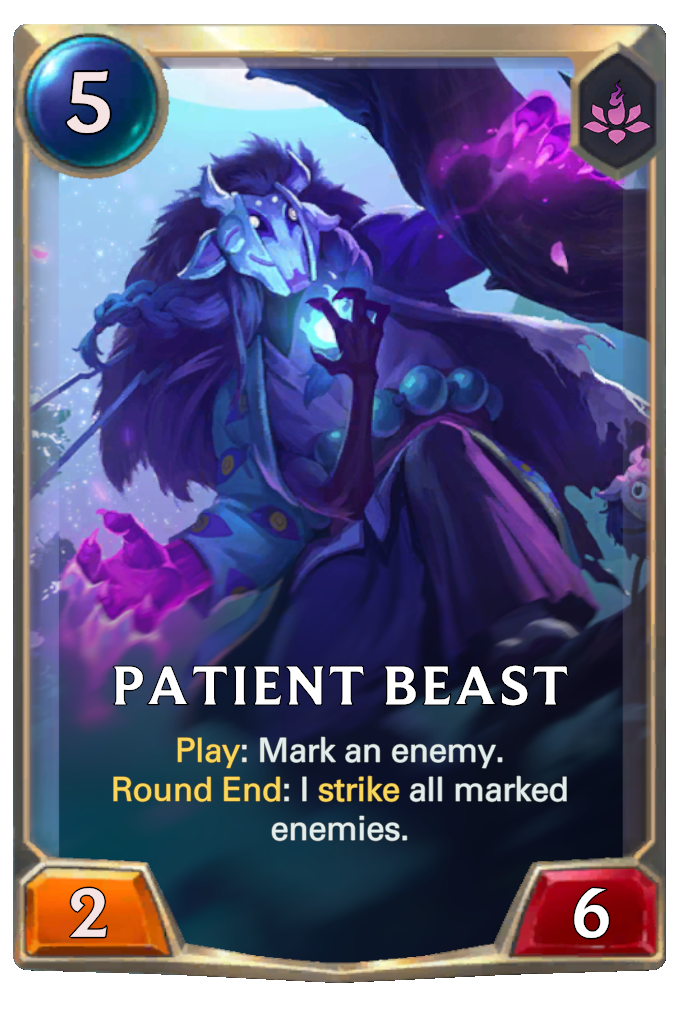 5
PATIENT BEAST
Play: Mark an enemy.
Round End: I strike all marked
enemies.
2
6